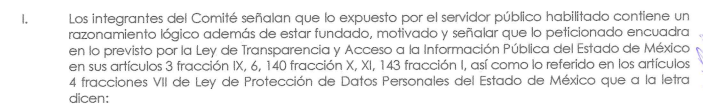 I. Los integrantes del Comité señalan que lo expuesto por el servidor público habilitado contiene un
razonamiento lógico además de estar fundado, motivado y señalar que lo peticionado encuadra
en lo previsto por la Ley de Transparencia y Acceso a la Información Pública del Estado de México
en sus artículos 3 fracción IX, 6, 140 fracción X, XI, 143 fracción I, así como lo referido en los artículos
4 fracciones VII de Ley de Protección de Datos Personales del Estado de México que a la letra
dicen: